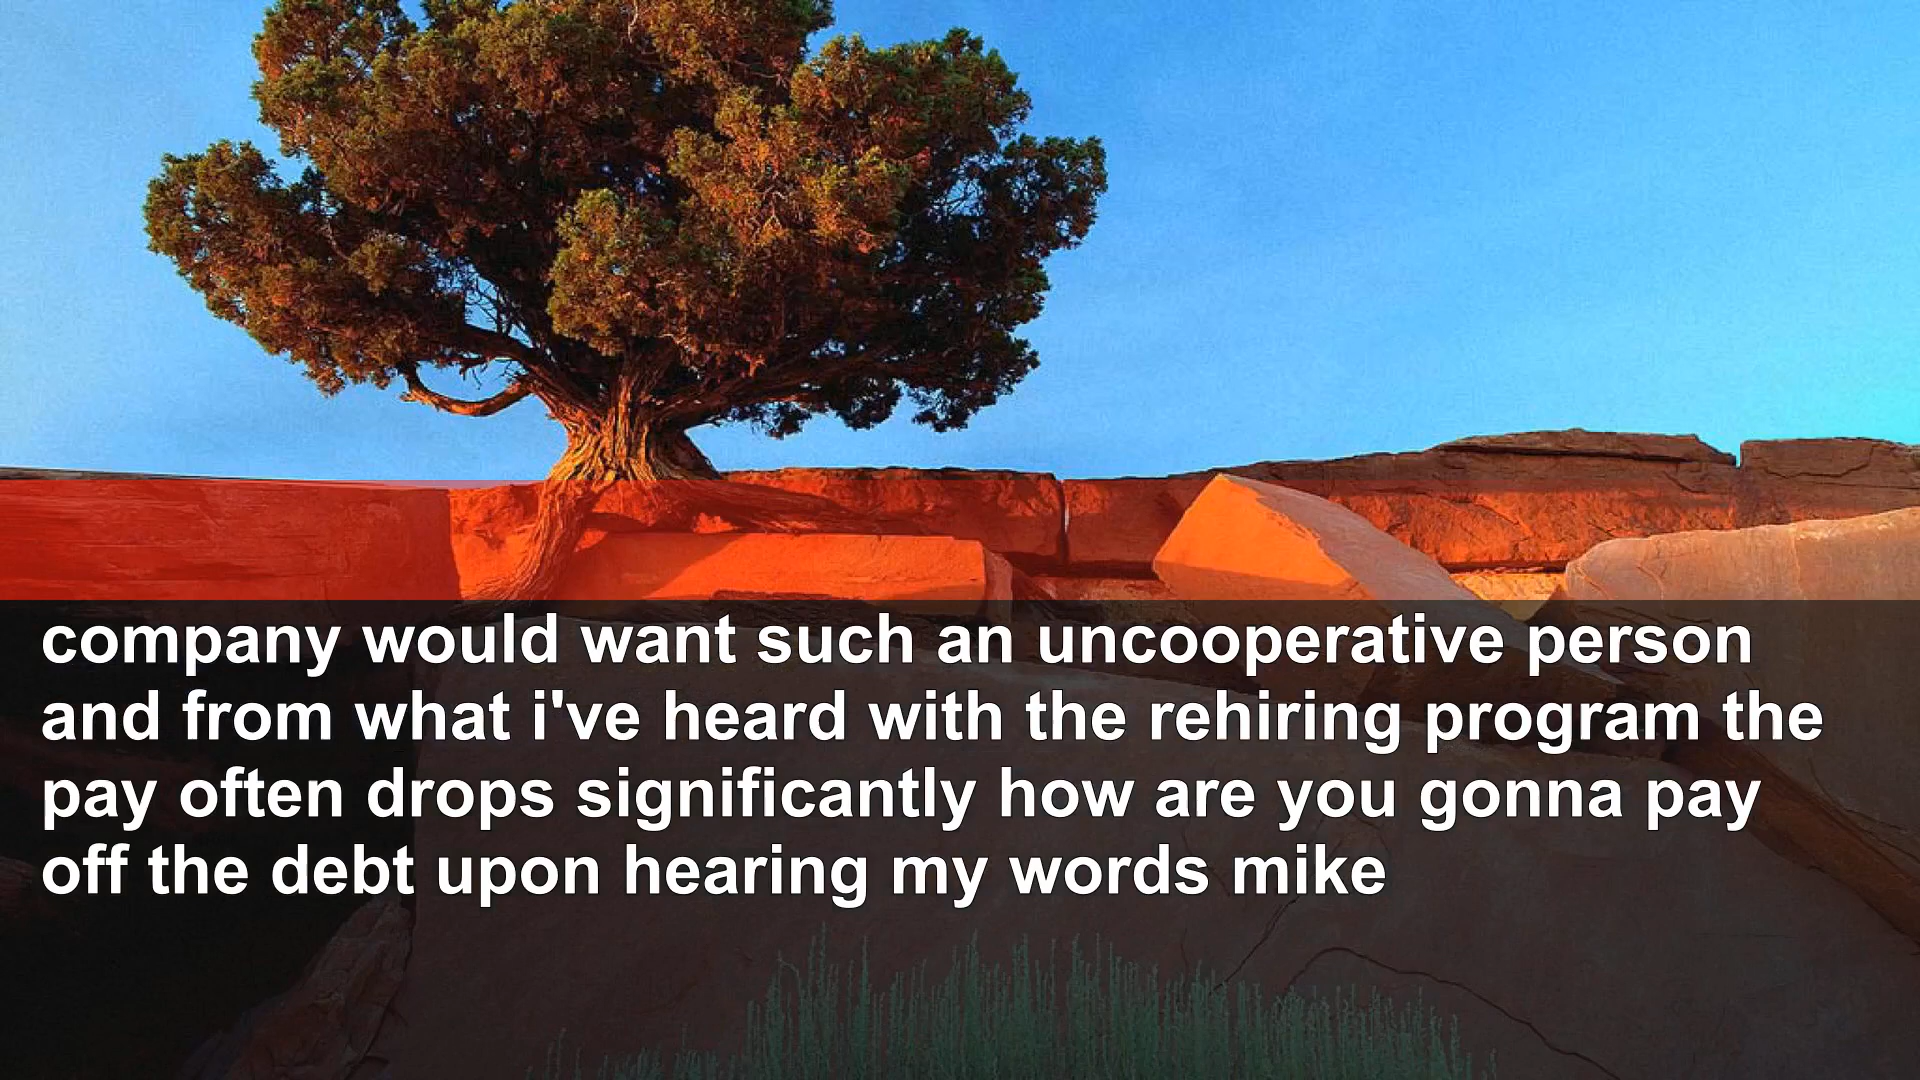 company would want such an uncooperative person
and from what i've heard with the rehiring program the
pay often drops significantly how are you gonna pay
off the debt upon hearing my words mike